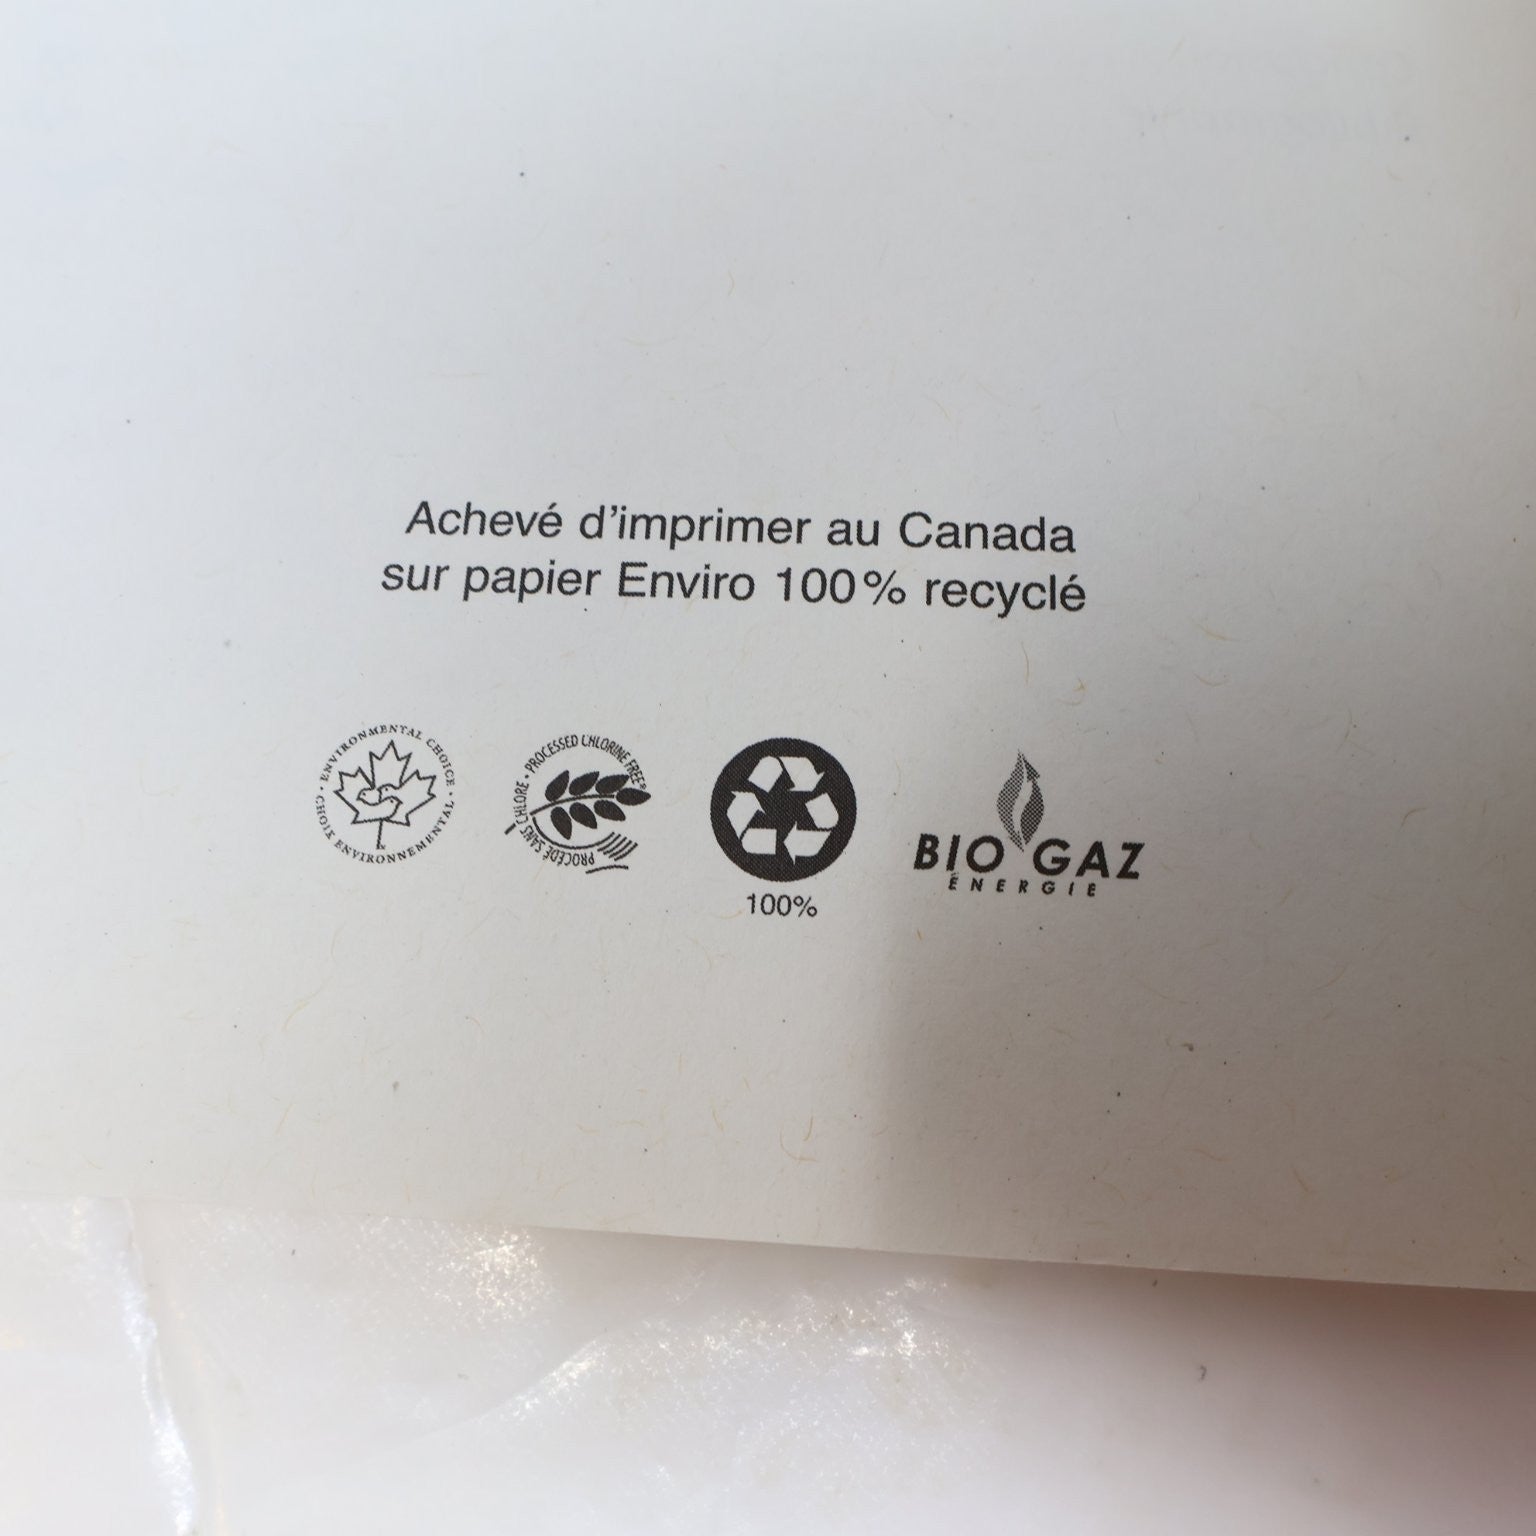 Achevé d’imprimer au Canada
sur papier Enviro 100% recyclé
· ENVIRONMENTAL CHOICE ·
CHOIX ENVIRONNEMENTAL
PROCÉDÉ SANS CHLORE · PROCESSED CHLORINE FREE®
100%
BIO GAZ
ÉNERGIE